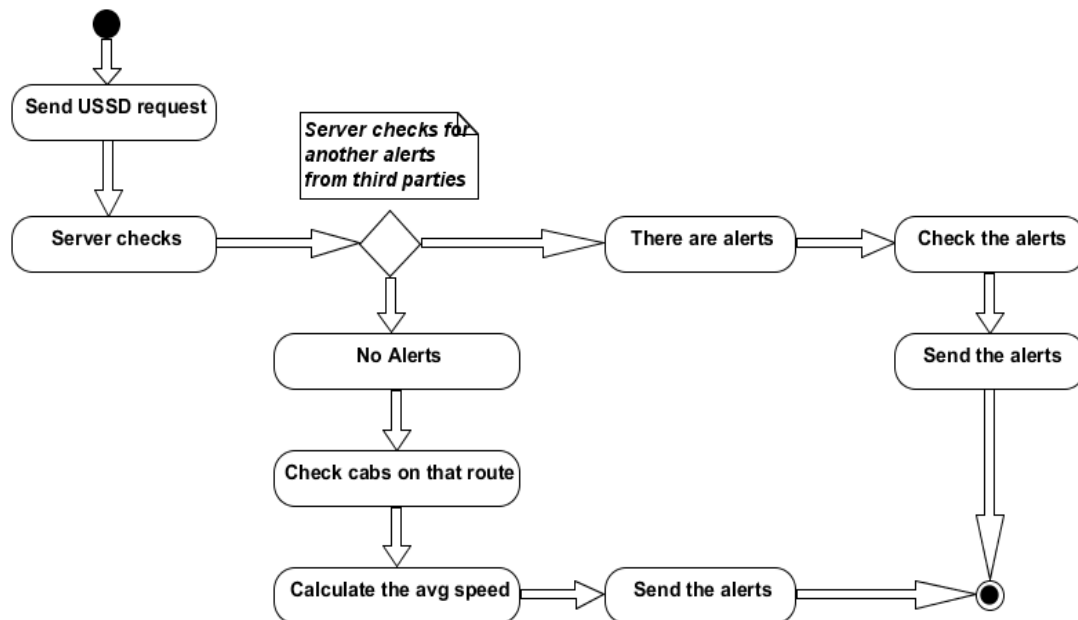 Send USSD request
Server checks for
another alerts
from third parties
Server checks
There are alerts
Check the alerts
No Alerts
Send the alerts
Check cabs on that route
Calculate the avg speed
Send the alerts